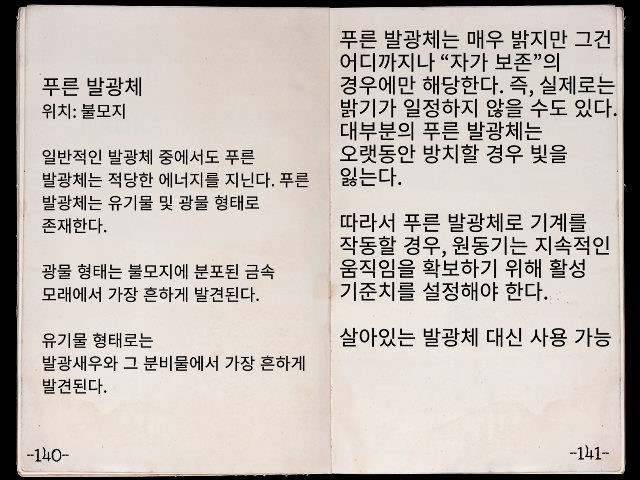 푸른 발광체
위치: 불모지
일반적인 발광체 중에서도 푸른
발광체는 적당한 에너지를 지닌다. 푸른
발광체는 유기물 및 광물 형태로
존재한다.
광물 형태는 불모지에 분포된 금속
모래에서 가장 흔하게 발견된다.
유기물 형태로는
발광새우와 그 분비물에서 가장 흔하게
발견된다.
-140-
푸른 발광체는 매우 밝지만 그건
어디까지나 “자가 보존”의
경우에만 해당한다. 즉, 실제로는
밝기가 일정하지 않을 수도 있다.
대부분의 푸른 발광체는
오랫동안 방치할 경우 빛을
잃는다.
따라서 푸른 발광체로 기계를
작동할 경우, 원동기는 지속적인
움직임을 확보하기 위해 활성
기준치를 설정해야 한다.
살아있는 발광체 대신 사용 가능
-141-